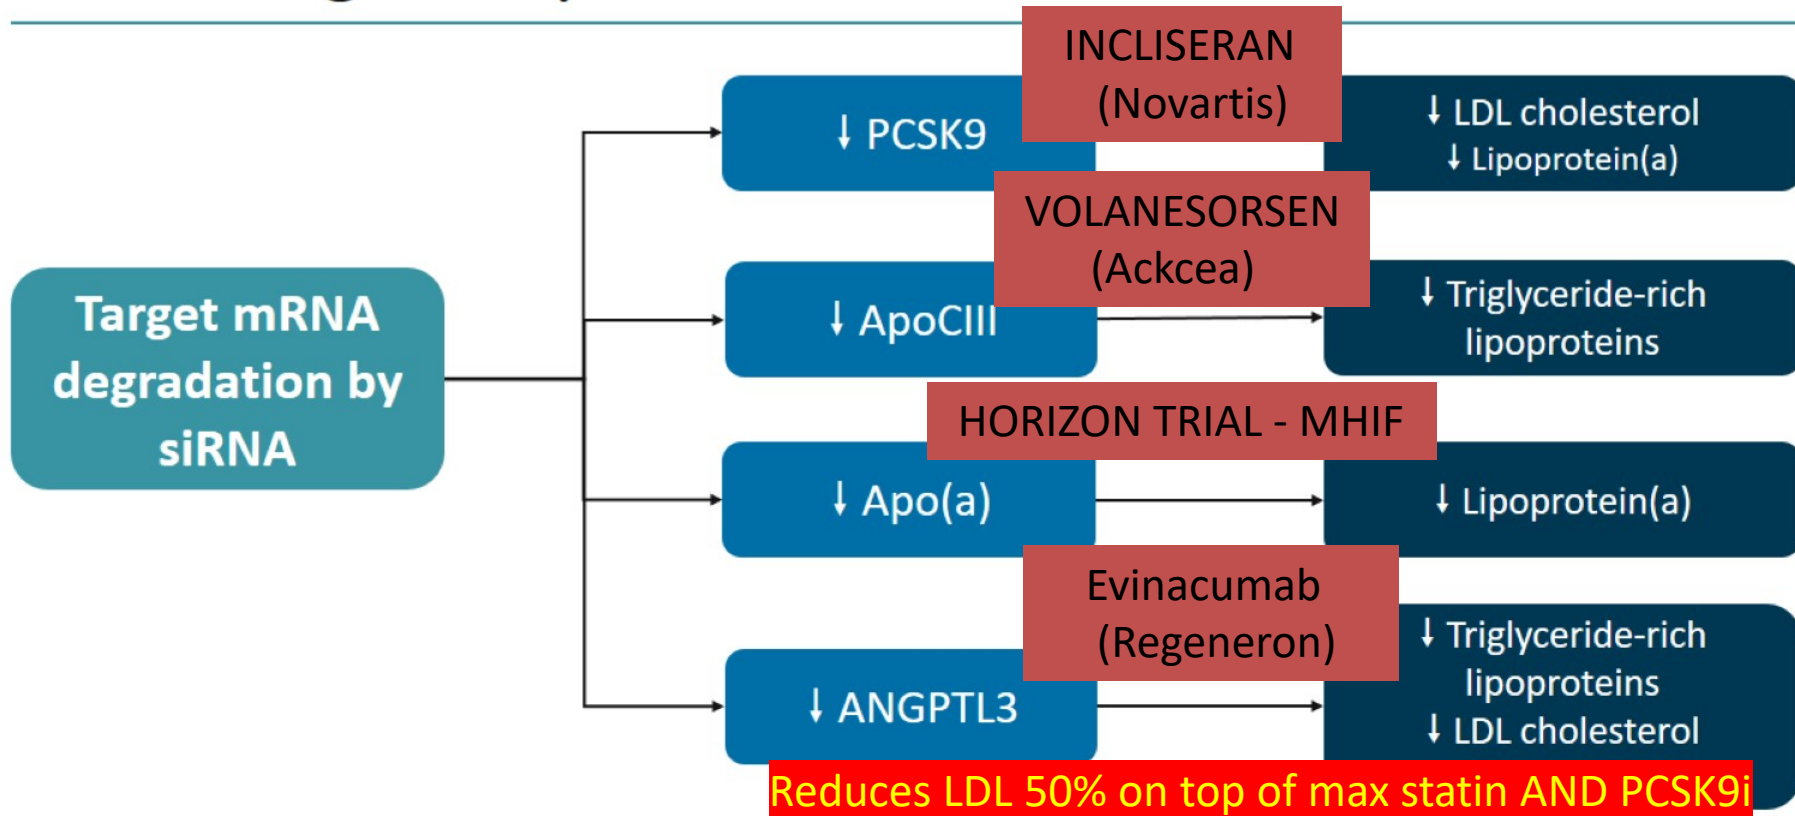 Target mRNA
degradation by
siRNA
↓ PCSK9
INCLISERAN
(Novartis)
↓ LDL cholesterol
↓ Lipoprotein(a)
↓ ApoCIII
VOLANESORSEN
(Ackcea)
↓ Triglyceride-rich
lipoproteins
HORIZON TRIAL - MHIF
↓ Apo(a)
↓ Lipoprotein(a)
↓ ANGPTL3
Evinacumab
(Regeneron)
↓ Triglyceride-rich
lipoproteins
↓ LDL cholesterol
Reduces LDL 50% on top of max statin AND PCSK9i